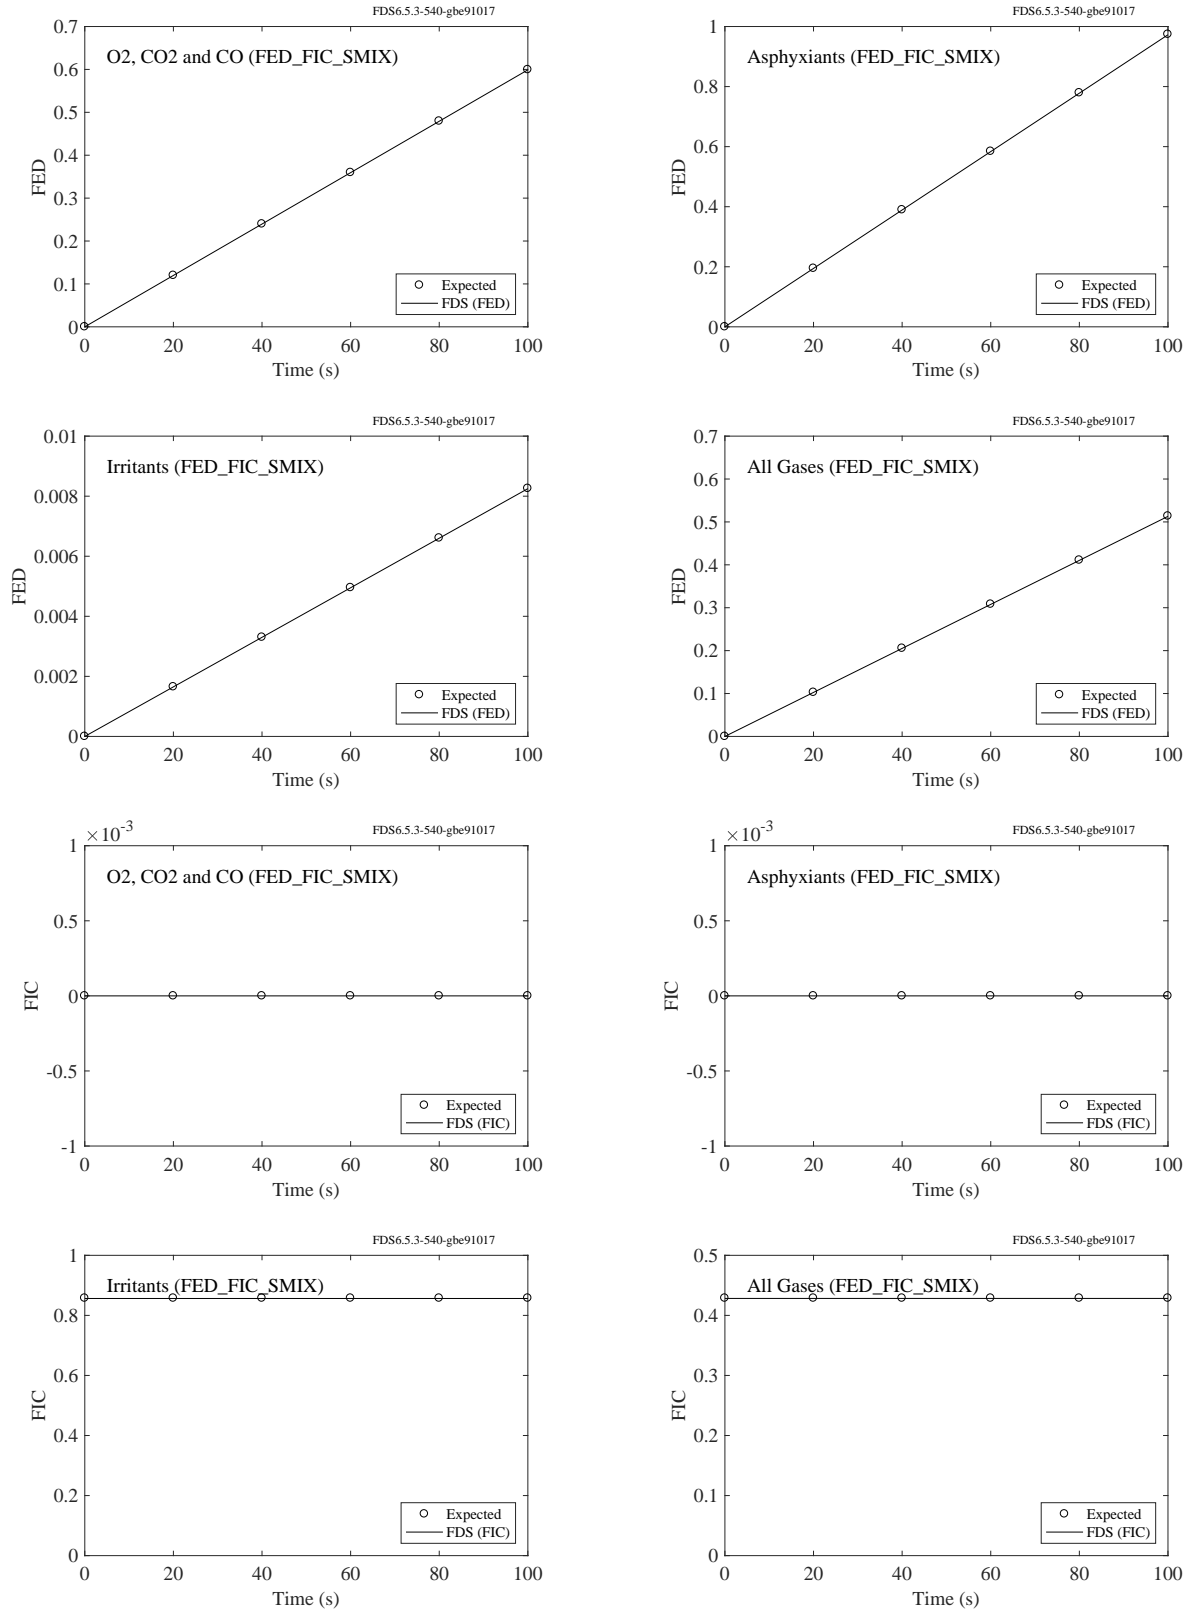 FDS6.5.3-540-gbe91017
O2, CO2 and CO (FED_FIC_SMIX)
FED
0.7
0.6
0.5
0.4
0.3
0.2
0.1
0
Expected
FDS (FED)
0 20 40 60 80 100
Time (s)
FDS6.5.3-540-gbe91017
Asphyxiants (FED_FIC_SMIX)
FED
1
0.8
0.6
0.4
0.2
0
Expected
FDS (FED)
0 20 40 60 80 100
Time (s)
FDS6.5.3-540-gbe91017
Irritants (FED_FIC_SMIX)
FED
0.01
0.008
0.006
0.004
0.002
0
Expected
FDS (FED)
0 20 40 60 80 100
Time (s)
FDS6.5.3-540-gbe91017
All Gases (FED_FIC_SMIX)
FED
0.7
0.6
0.5
0.4
0.3
0.2
0.1
0
Expected
FDS (FED)
0 20 40 60 80 100
Time (s)
×10-3
FDS6.5.3-540-gbe91017
O2, CO2 and CO (FED_FIC_SMIX)
FIC
1
0.5
0
-0.5
-1
Expected
FDS (FIC)
0 20 40 60 80 100
Time (s)
×10-3
FDS6.5.3-540-gbe91017
Asphyxiants (FED_FIC_SMIX)
FIC
1
0.5
0
-0.5
-1
Expected
FDS (FIC)
0 20 40 60 80 100
Time (s)
FDS6.5.3-540-gbe91017
Irritants (FED_FIC_SMIX)
FIC
1
0.8
0.6
0.4
0.2
0
Expected
FDS (FIC)
0 20 40 60 80 100
Time (s)
FDS6.5.3-540-gbe91017
All Gases (FED_FIC_SMIX)
FIC
0.5
0.4
0.3
0.2
0.1
0
Expected
FDS (FIC)
0 20 40 60 80 100
Time (s)